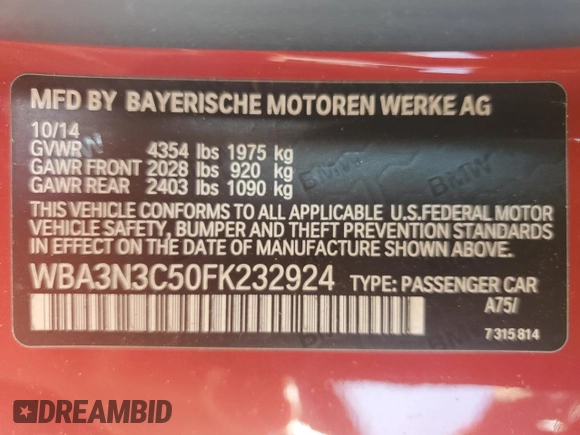 MFD BY BAYERISCHE MOTOREN WERKE AG
10/14
GVWR 4354 lbs 1975 kg
GAWR FRONT 2028 lbs 920 kg
GAWR REAR 2403 lbs 1090 kg
THIS VEHICLE CONFORMS TO ALL APPLICABLE U.S.FEDERAL MOTOR
VEHICLE SAFETY, BUMPER AND THEFT PREVENTION STANDARDS
IN EFFECT ON THE DATE OF MANUFACTURE SHOWN ABOVE.
WBA3N3C50FK232924 TYPE: PASSENGER CAR
A75/
7 315 814
BMW
BMW
DREAMBID